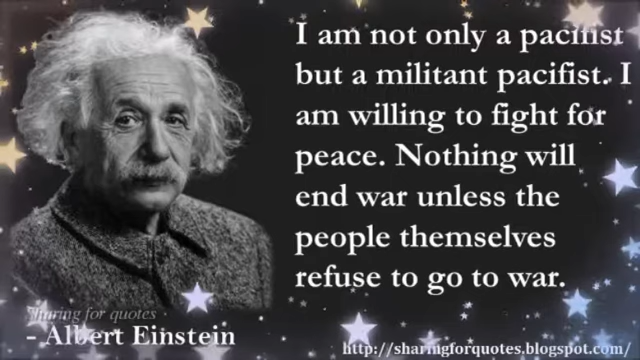 I am not only a pacifist
but a militant pacifist. I
am willing to fight for
peace. Nothing will
end war unless the
people themselves
refuse to go to war.
Sharing for quotes
- Albert Einstein
http://sharingforquotes.blogspot.com/